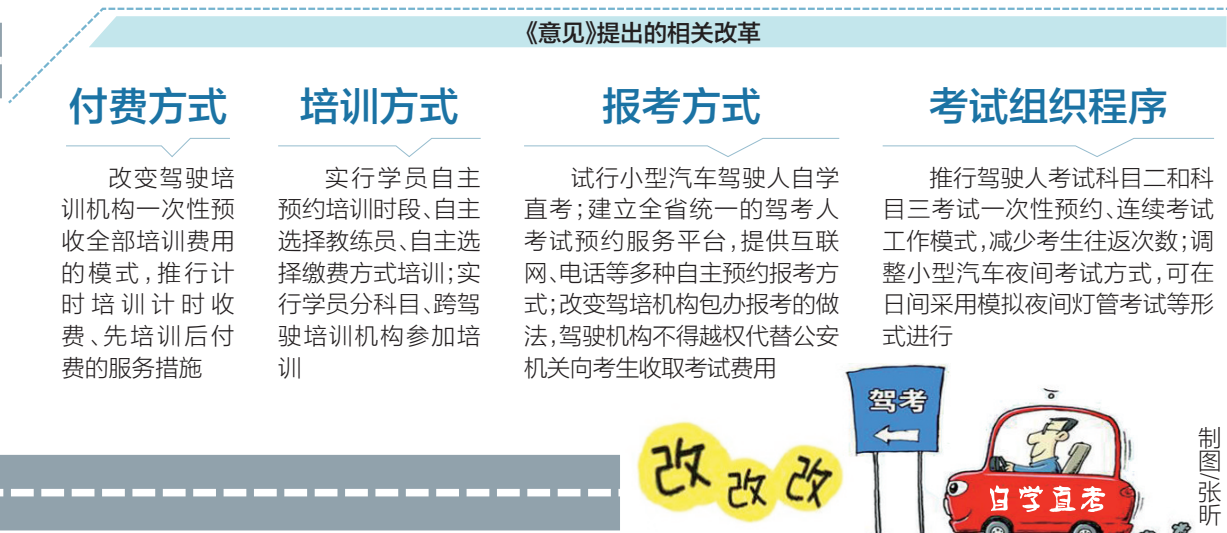 《意见》提出的相关改革
付费方式
改变驾驶培
训机构一次性预
收全部培训费用
的模式,推行计
时培训计时收
费、先培训后付
费的服务措施
培训方式
实行学员自主
预约培训时段、自主
选择教练员、自主选
择缴费方式培训;实
行学员分科目、跨驾
驶培训机构参加培
训
报考方式
试行小型汽车驾驶人自学
直考;建立全省统一的驾考人
考试预约服务平台,提供互联
网、电话等多种自主预约报考方
式;改变驾培机构包办报考的做
法,驾驶机构不得越权代替公安
机关向考生收取考试费用
考试组织程序
推行驾驶人考试科目二和科
目三考试一次性预约、连续考试
工作模式,减少考生往返次数;调
整小型汽车夜间考试方式,可在
日间采用模拟夜间灯管考试等形
式进行
改改改
驾考
自学直考
制图/张昕